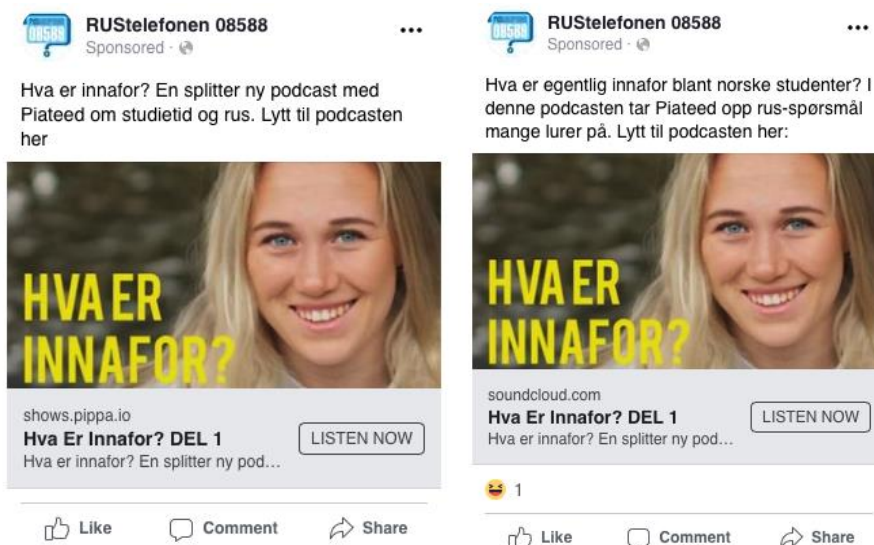 08588
RUStelefonen 08588
Sponsored ·
Hva er innafor? En splitter ny podcast med
Piateed om studietid og rus. Lytt til podcasten
her
HVA ER
INNAFOR?
shows.pippa.io
Hva Er Innafor? DEL 1
Hva er innafor? En splitter ny pod...
LISTEN NOW
Like
Comment
Share
08588
RUStelefonen 08588
Sponsored ·
Hva er egentlig innafor blant norske studenter? I
denne podcasten tar Piateed opp rus-spørsmål
mange lurer på. Lytt til podcasten her:
HVA ER
INNAFOR?
soundcloud.com
Hva Er Innafor? DEL 1
Hva er innafor? En splitter ny pod...
LISTEN NOW
1
Like
Comment
Share